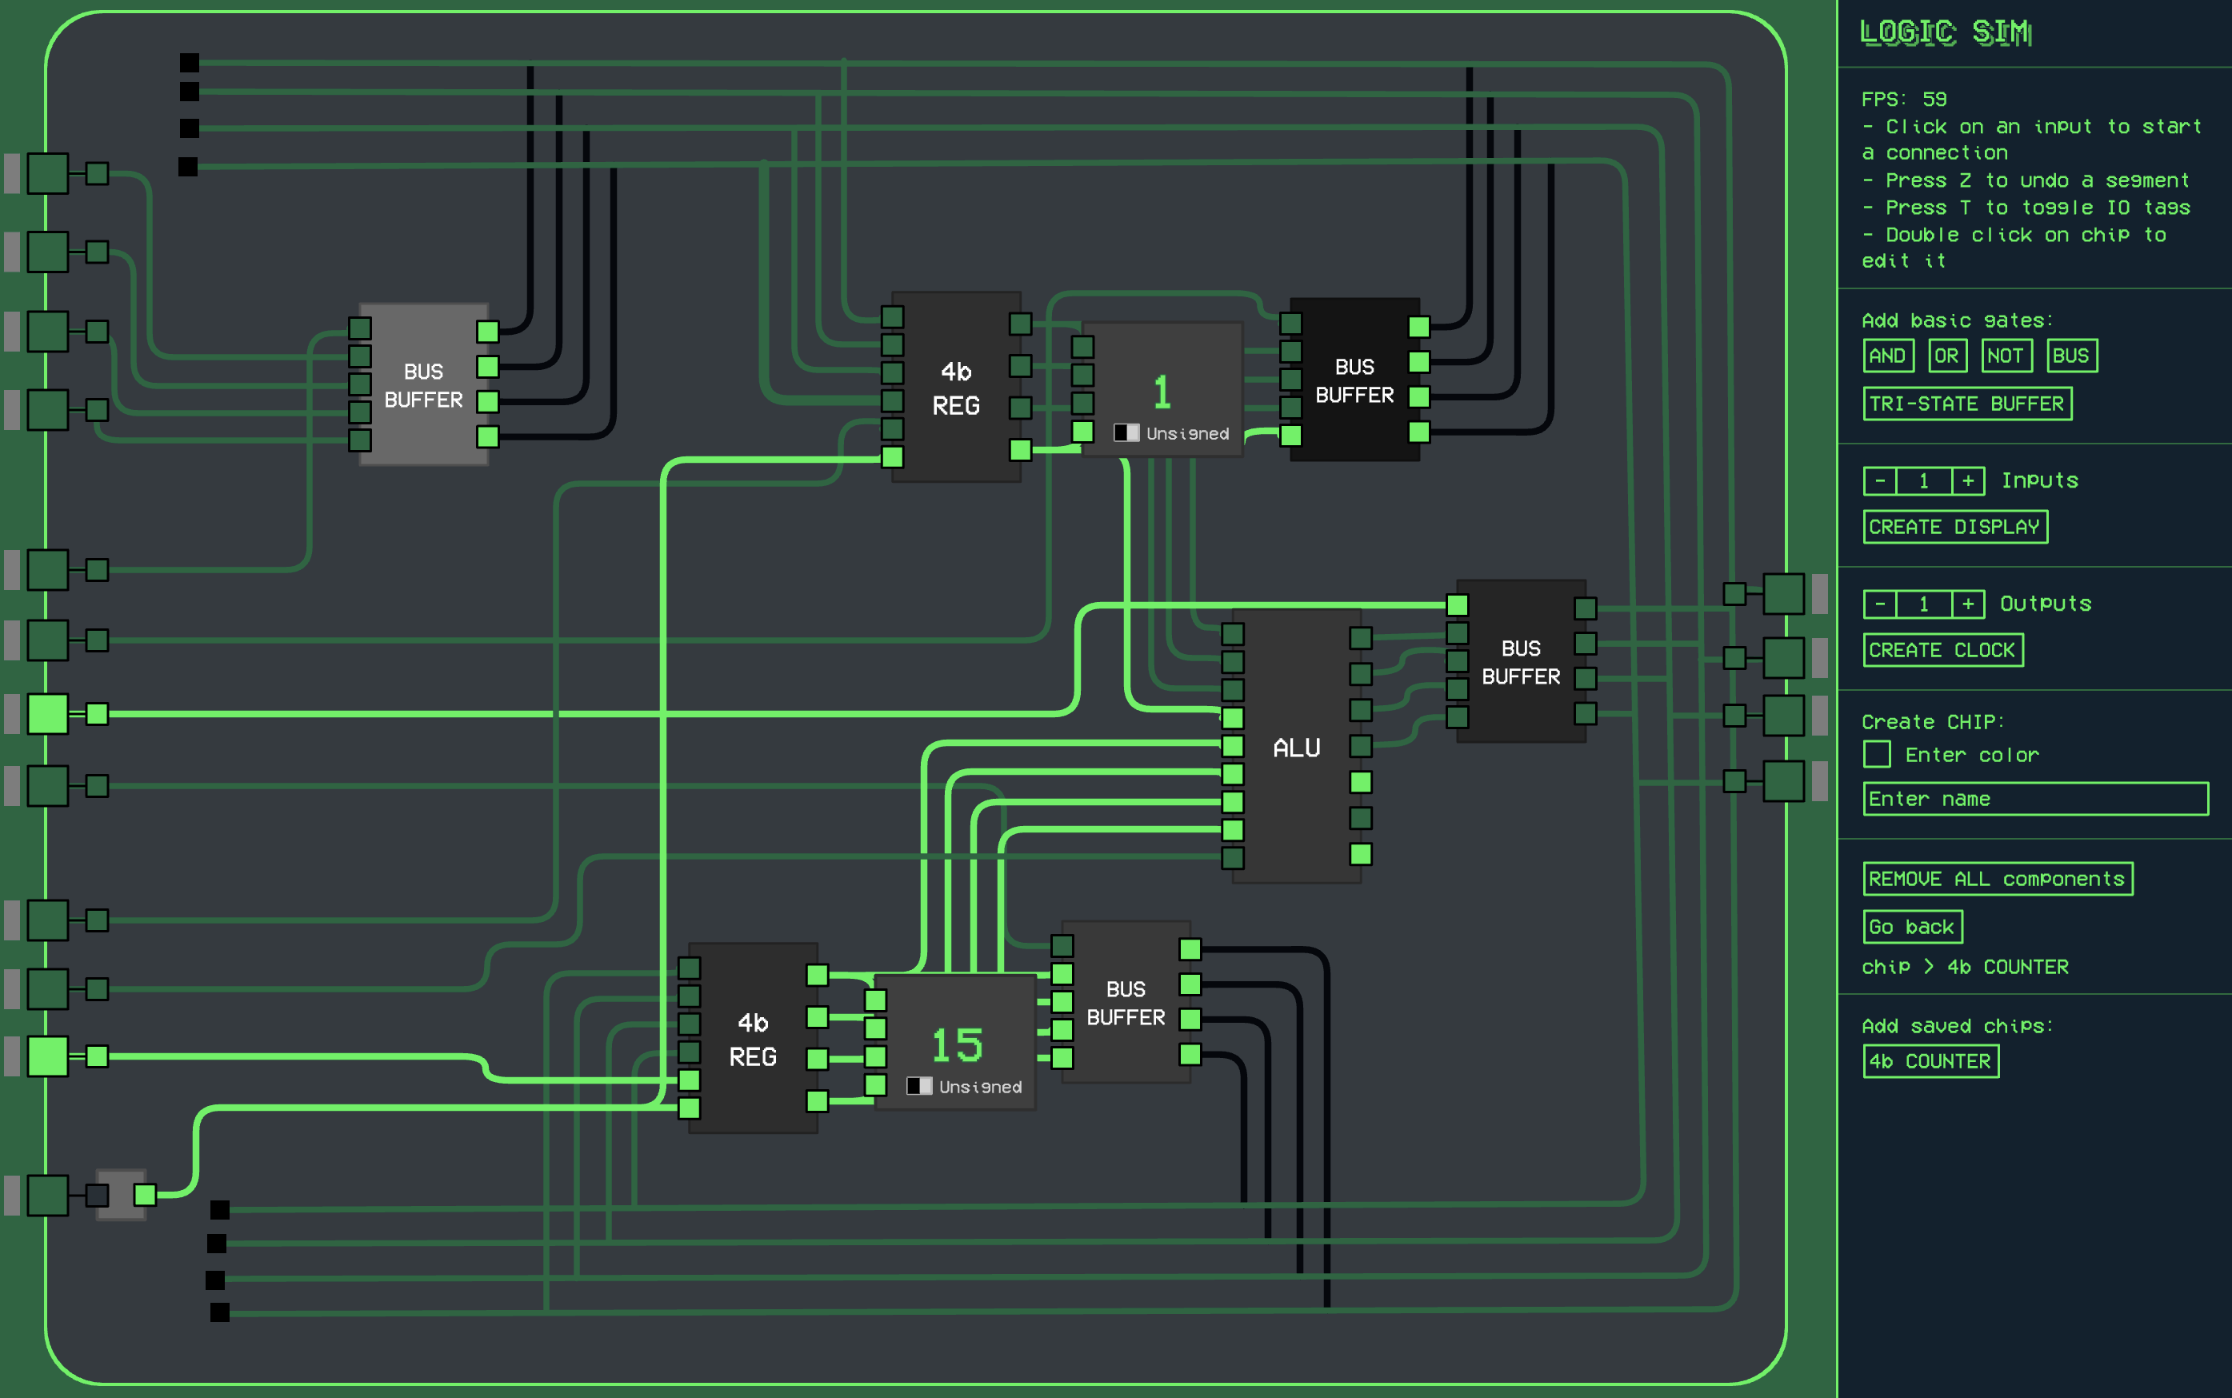 LOGIC SIM
FPS: 59
- Click on an input to start
a connection
- Press Z to undo a segment
- Press T to toggle IO tags
- Double click on chip to
edit it
Add basic gates:
AND OR NOT BUS
TRI-STATE BUFFER
- 1 + Inputs
CREATE DISPLAY
- 1 + Outputs
CREATE CLOCK
Create CHIP:
Enter color
Enter name
REMOVE ALL components
Go back
chip > 4b COUNTER
Add saved chips:
4b COUNTER
BUS
BUFFER
4b
REG
1
Unsigned
BUS
BUFFER
ALU
BUS
BUFFER
4b
REG
15
Unsigned
BUS
BUFFER